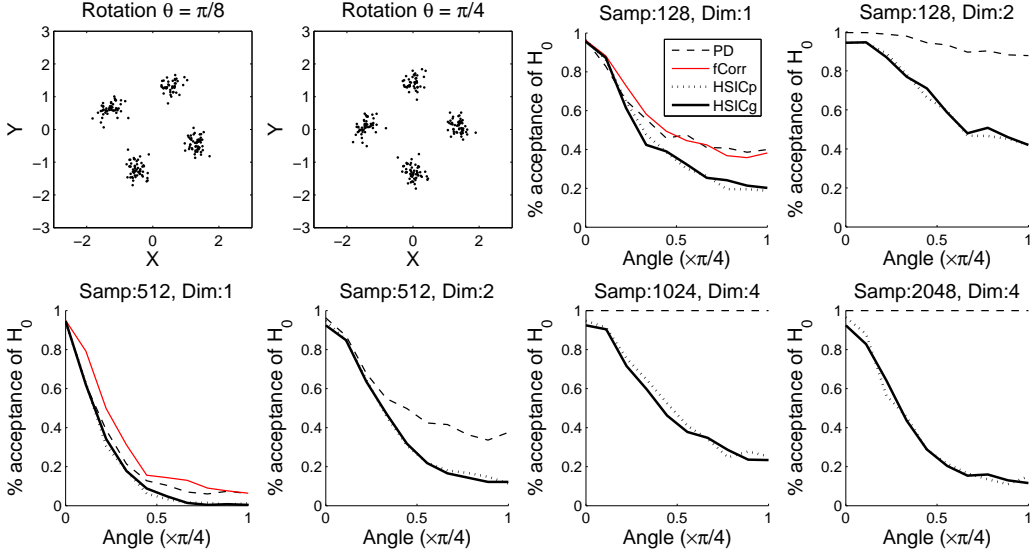 Rotation θ = π/8
3
2
1
0
−1
−2
−3
Y
−2 0 2
X
Rotation θ = π/4
3
2
1
0
−1
−2
−3
Y
−2 0 2
X
Samp:128, Dim:1
1
0.8
0.6
0.4
0.2
0
% acceptance of H0
PD
fCorr
HSICp
HSICg
0 0.5 1
Angle (×π/4)
Samp:128, Dim:2
1
0.8
0.6
0.4
0.2
0
% acceptance of H0
0 0.5 1
Angle (×π/4)
Samp:512, Dim:1
1
0.8
0.6
0.4
0.2
0
% acceptance of H0
0 0.5 1
Angle (×π/4)
Samp:512, Dim:2
1
0.8
0.6
0.4
0.2
0
% acceptance of H0
0 0.5 1
Angle (×π/4)
Samp:1024, Dim:4
1
0.8
0.6
0.4
0.2
0
% acceptance of H0
0 0.5 1
Angle (×π/4)
Samp:2048, Dim:4
1
0.8
0.6
0.4
0.2
0
% acceptance of H0
0 0.5 1
Angle (×π/4)